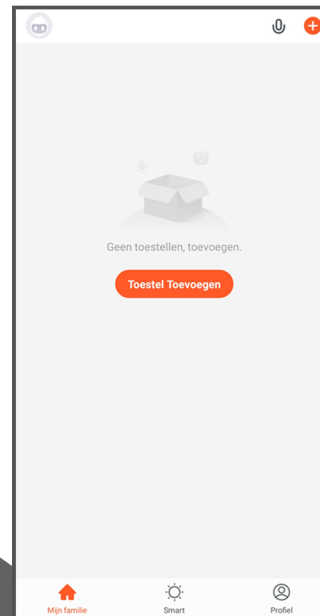 Geen toestellen, toevoegen.
Toestel Toevoegen
Mijn familie
Smart
Profiel